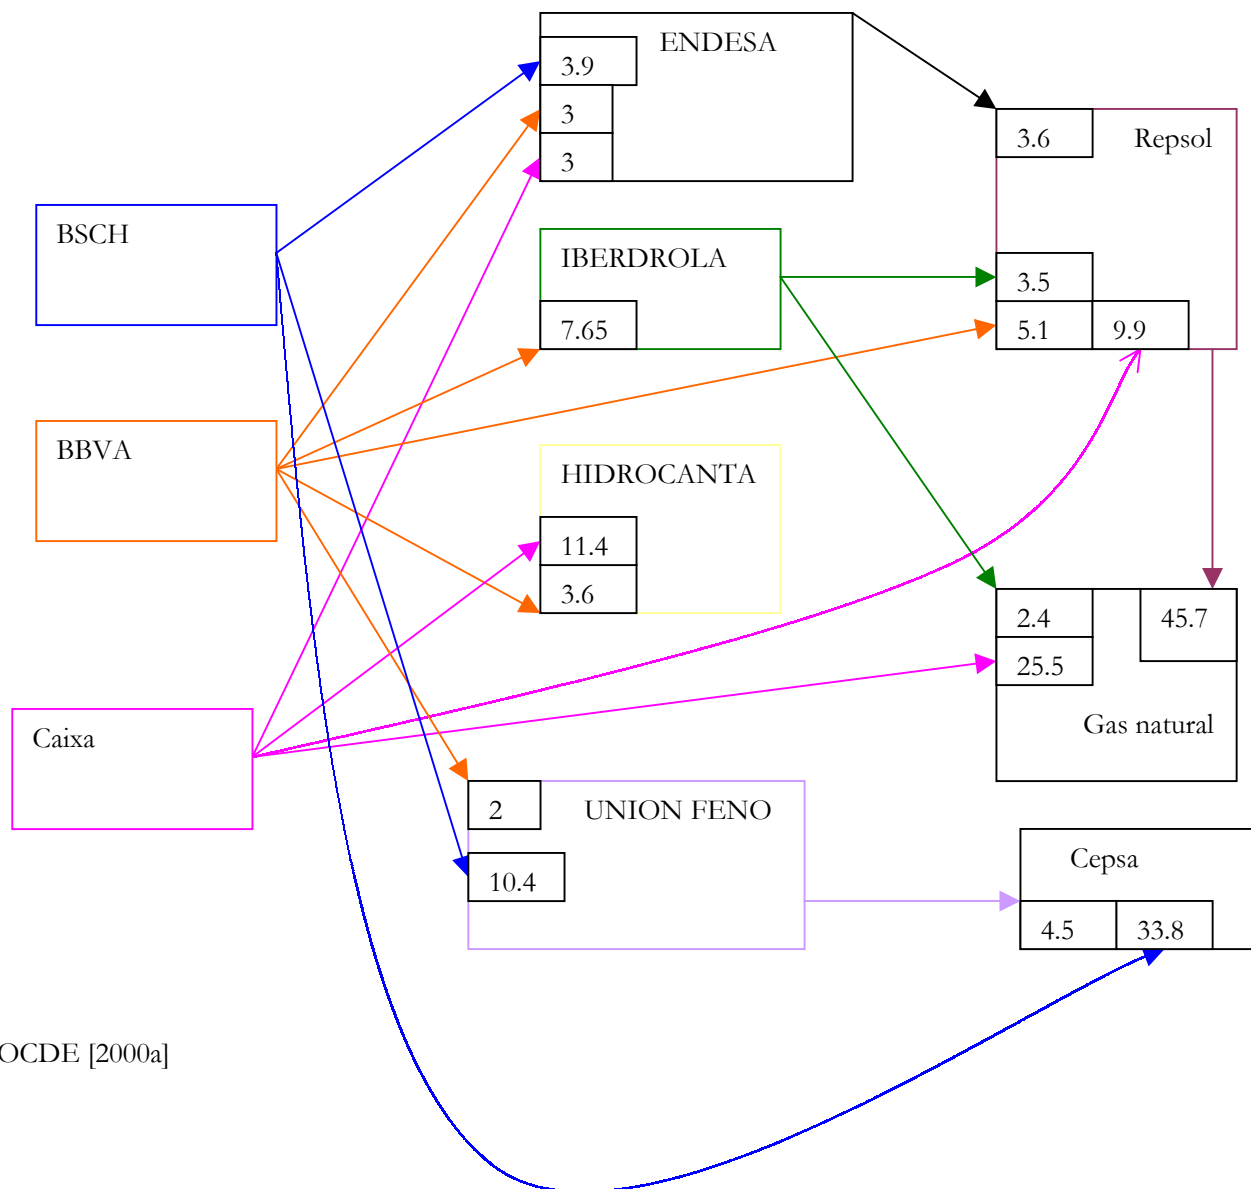 ENDESA
3.9
3
3
3.6
Repsol
BSCH
IBERDROLA
3.5
7.65
5.1
9.9
BBVA
HIDROCANTA
11.4
3.6
2.4
45.7
25.5
Caixa
Gas natural
2
UNION FENO
Cepsa
10.4
4.5
33.8
OCDE [2000a]